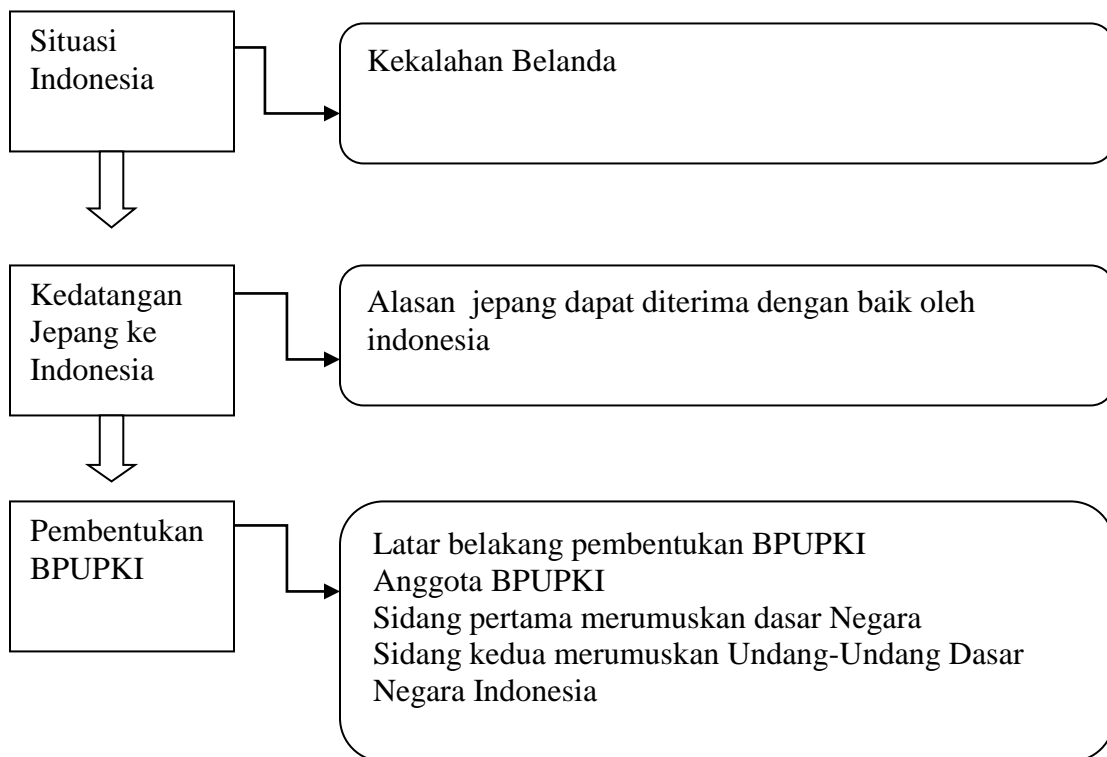 Situasi
Indonesia
Kekalahan Belanda
Kedatangan
Jepang ke
Indonesia
Alasan  jepang dapat diterima dengan baik oleh
indonesia
Pembentukan
BPUPKI
Latar belakang pembentukan BPUPKI
Anggota BPUPKI
Sidang pertama merumuskan dasar Negara
Sidang kedua merumuskan Undang-Undang Dasar
Negara Indonesia